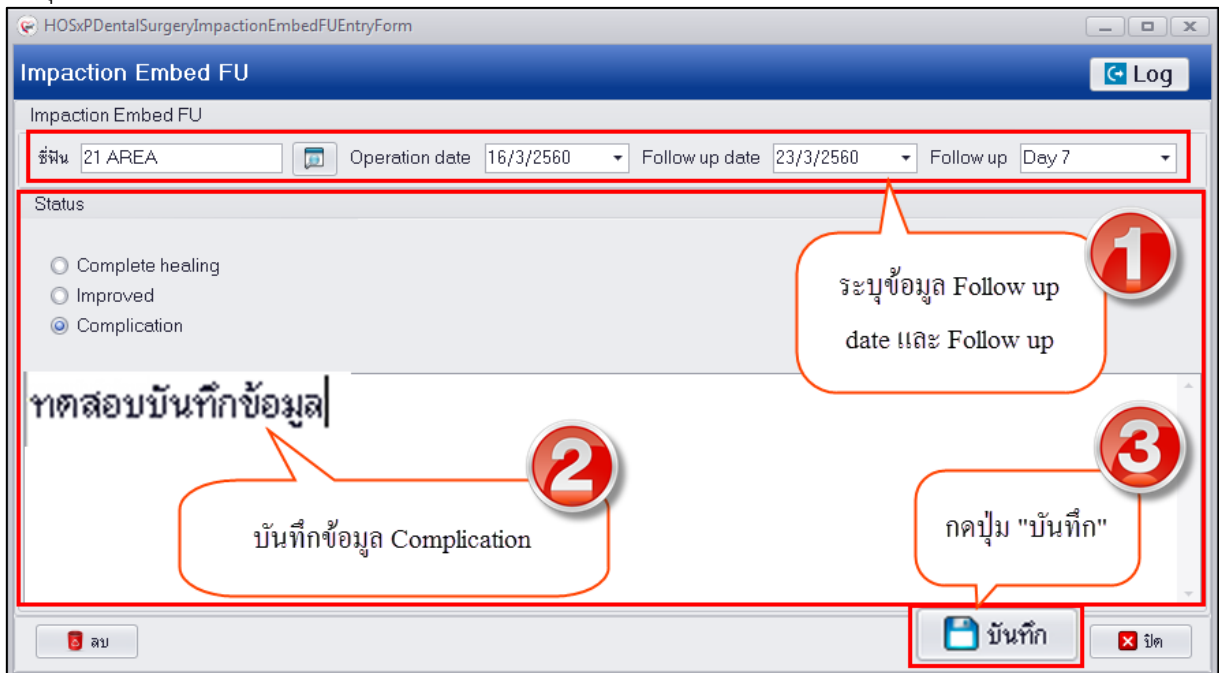 HOSxPDentalSurgeryImpactionEmbedFUEntryForm
Impaction Embed FU
Log
Impaction Embed FU
ซี่ฟัน 21 AREA Operation date 16/3/2560 Follow up date 23/3/2560 Follow up Day 7
Status
1
Complete healing
Improved
Complication
ระบุข้อมูล Follow up
date และ Follow up
ทดสอบบันทึกข้อมูล
2
3
บันทึกข้อมูล Complication
กดปุ่ม "บันทึก"
ลบ
บันทึก
ปิด